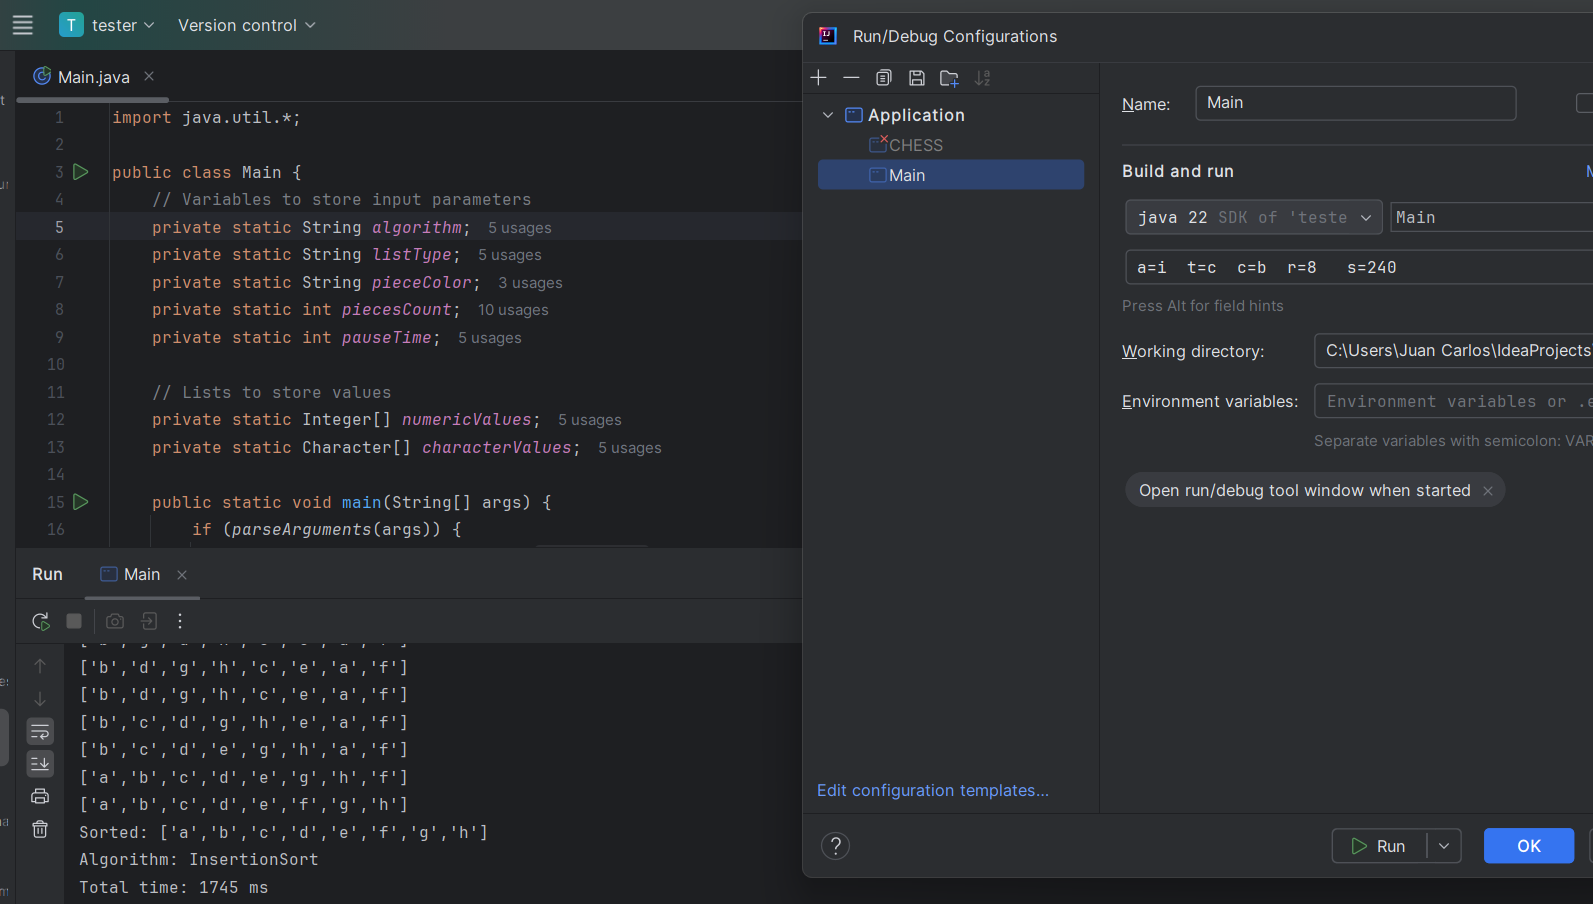 T tester Version control
Main.java
1 import java.util.*;
2
3 public class Main {
4 // Variables to store input parameters
5 private static String algorithm; 5 usages
6 private static String listType; 5 usages
7 private static String pieceColor; 3 usages
8 private static int piecesCount; 10 usages
9 private static int pauseTime; 5 usages
10
11 // Lists to store values
12 private static Integer[] numericValues; 5 usages
13 private static Character[] characterValues; 5 usages
14
15 public static void main(String[] args) {
16 if (parseArguments(args)) {
Run Main
['b','d','g','h','c','e','a','f']
['b','d','g','h','c','e','a','f']
['b','c','d','g','h','e','a','f']
['b','c','d','e','g','h','a','f']
['a','b','c','d','e','g','h','f']
['a','b','c','d','e','f','g','h']
Sorted: ['a','b','c','d','e','f','g','h']
Algorithm: InsertionSort
Total time: 1745 ms
Run/Debug Configurations
Application
CHESS
Main
Edit configuration templates...
Name: Main
Build and run
java 22 SDK of 'teste Main
a=i t=c c=b r=8 s=240
Press Alt for field hints
Working directory: C:\Users\Juan Carlos\IdeaProjects\
Environment variables: Environment variables or .e
Separate variables with semicolon: VAR
Open run/debug tool window when started
? Run OK